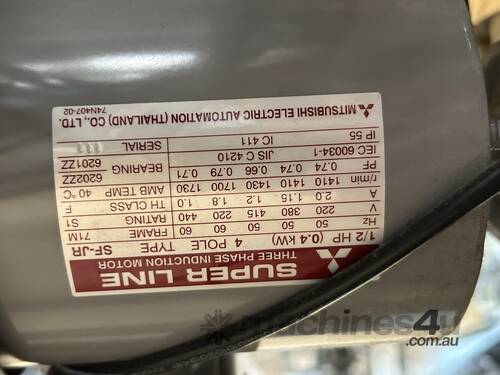 SUPER LINE
THREE PHASE INDUCTION MOTOR
1/2 HP (0.4 kW) 4 POLE TYPE SF-JR
Hz 50 50 50 60 60 FRAME 71M
V 220 380 415 220 440 RATING S1
A 2.0 1.15 1.2 1.8 1.0 TH CLASS F
r/min 1410 1410 1430 1700 1730 AMB TEMP 40 °C
PF 0.74 0.74 0.66 0.79 0.71 BEARING 6202ZZ
IEC 60034-1 JIS C 4210 6201ZZ
IP 55 IC 411 SERIAL
MITSUBISHI ELECTRIC AUTOMATION (THAILAND) CO., LTD.
74N407-02
machines4u
.com.au